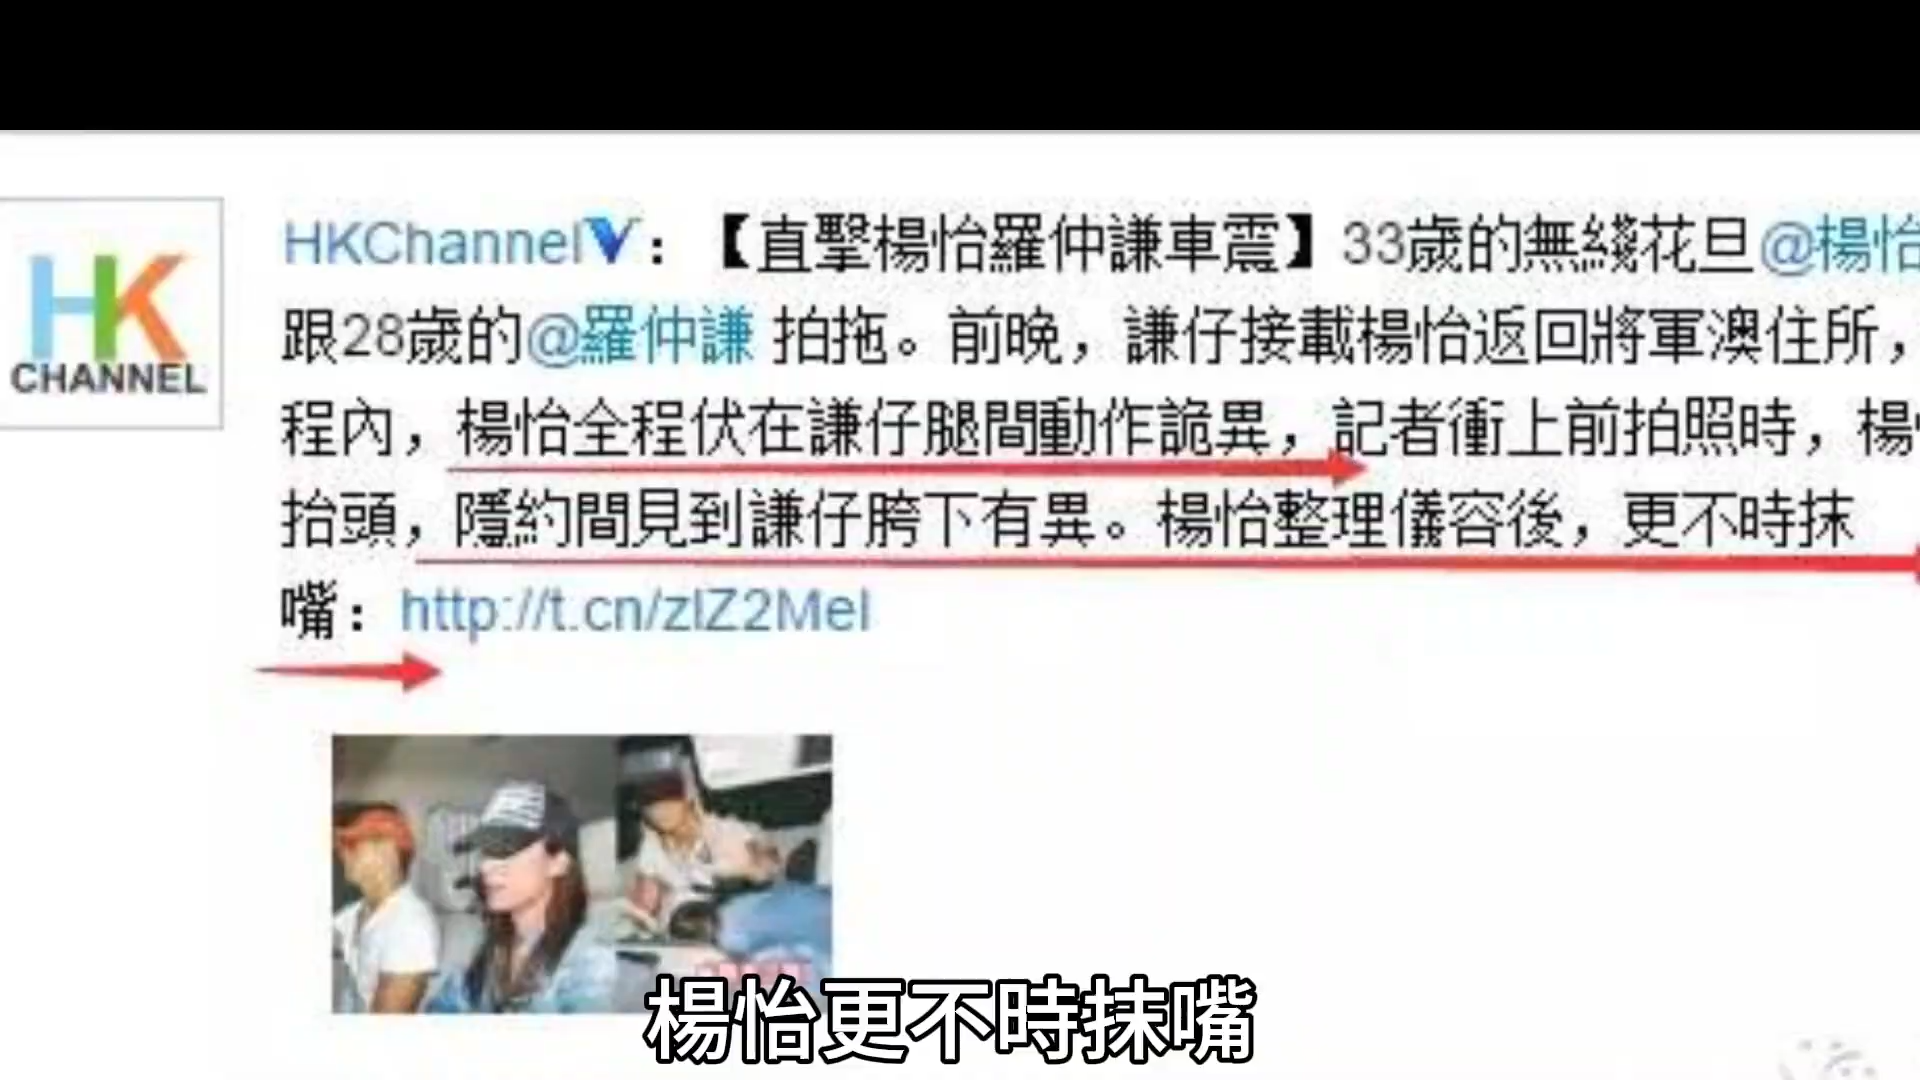 HK
CHANNEL
HKChannelV：【直擊楊怡羅仲謙車震】33歲的無綫花旦@楊怡
跟28歲的@羅仲謙 拍拖。前晚，謙仔接載楊怡返回將軍澳住所，
程內，楊怡全程伏在謙仔腿間動作詭異，記者衝上前拍照時，楊
抬頭，隱約間見到謙仔胯下有異。楊怡整理儀容後，更不時抹
嘴：http://t.cn/zlZ2Mel
楊怡更不時抹嘴